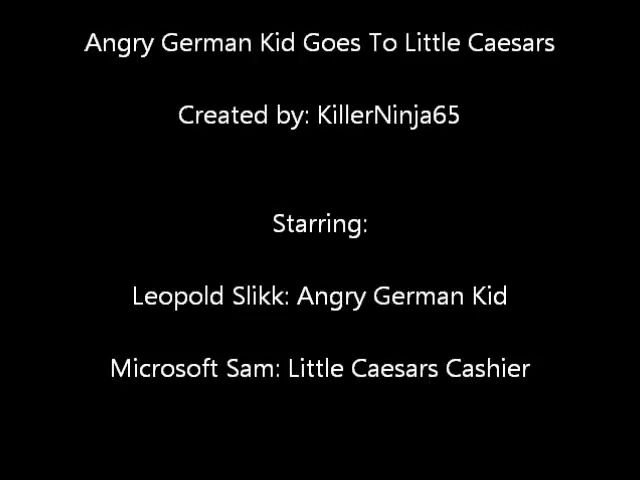 Angry German Kid Goes To Little Caesars
Created by: KillerNinja65
Starring:
Leopold Slikk: Angry German Kid
Microsoft Sam: Little Caesars Cashier